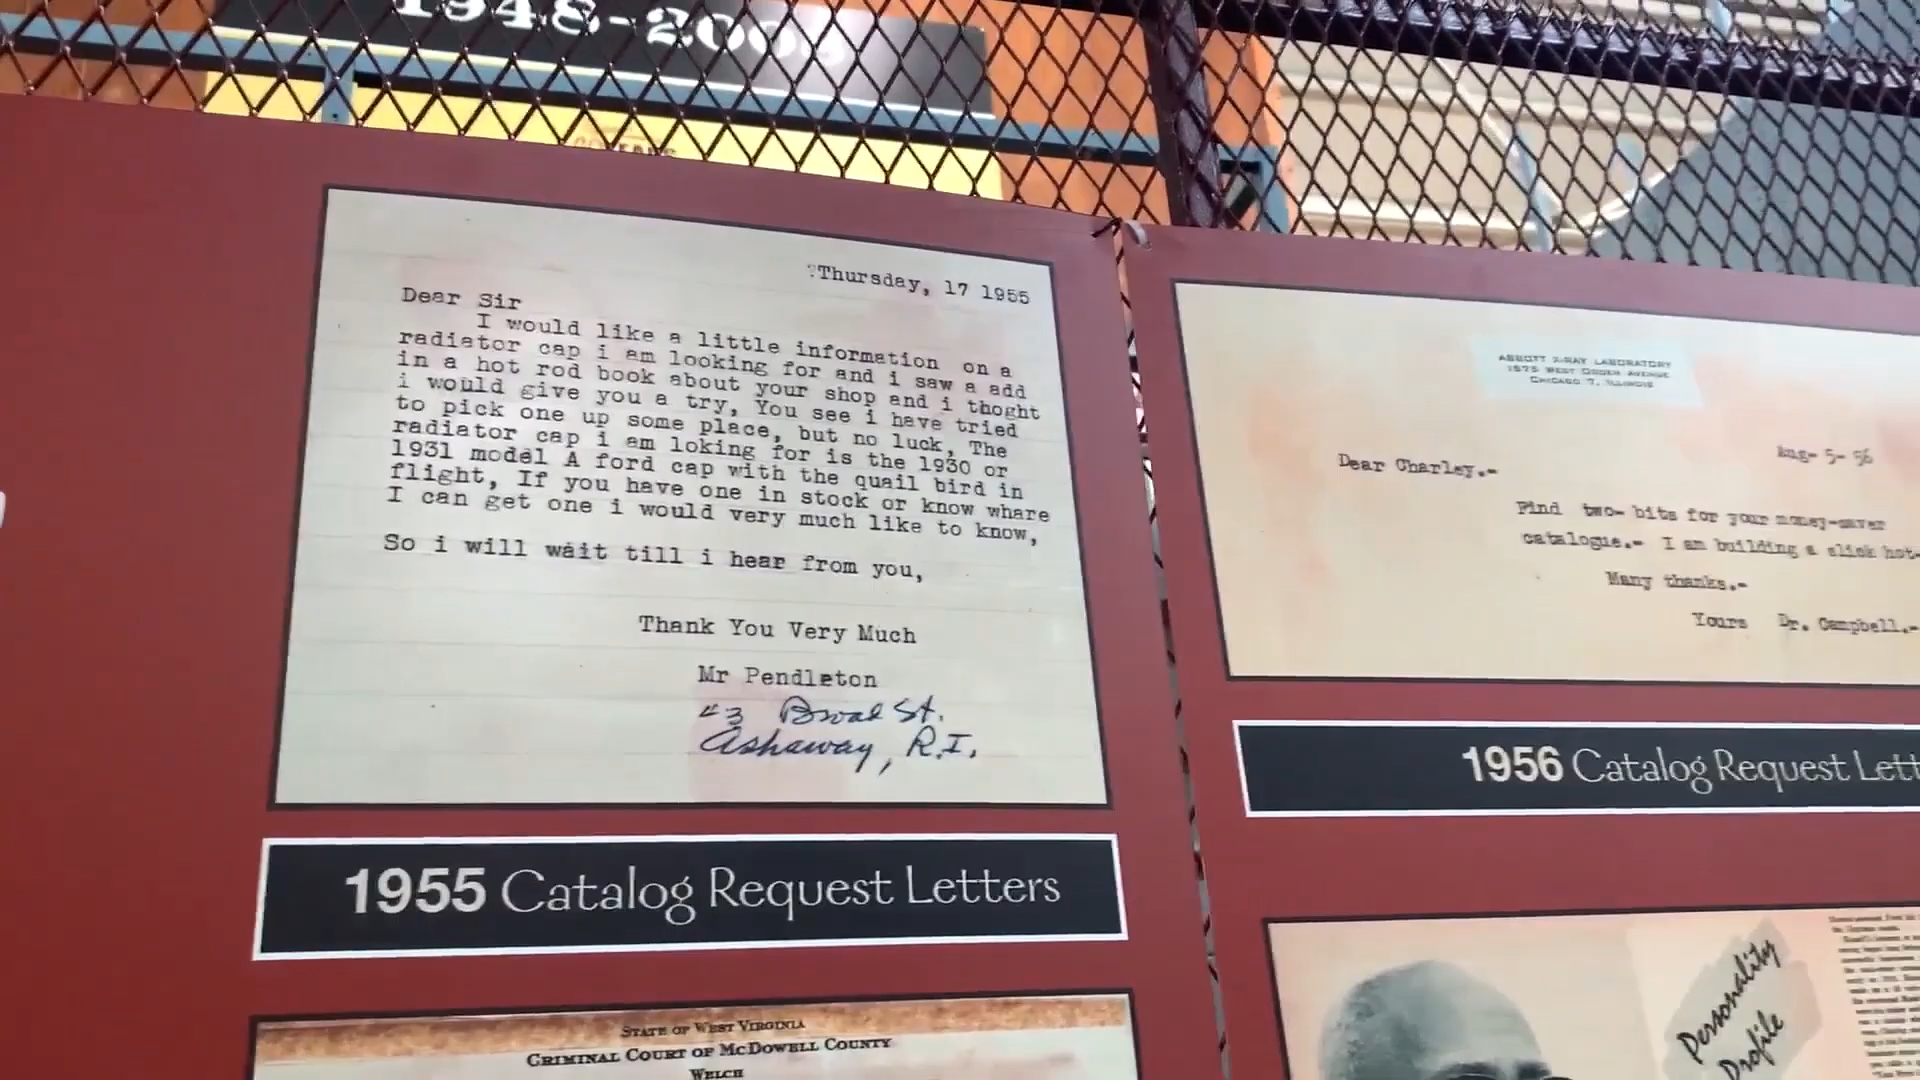 1948-2008
YEARS
Thursday, 17 1955
Dear Sir
I would like a little information on a
radiator cap i am looking for and i saw a add
in a hot rod book about your shop and i thoght
i would give you a try, You see i have tried
to pick one up some place, but no luck, The
radiator cap i am loking for is the 1930 or
1931 model A ford cap with the quail bird in
flight, If you have one in stock or know whare
I can get one i would very much like to know,
So i will wait till i hear from you,
Thank You Very Much
Mr Pendleton
43 Broad St.
Ashaway, R.I.
1955 Catalog Request Letters
STATE OF WEST VIRGINIA
CRIMINAL COURT OF MCDOWELL COUNTY
WELCH
ABBOTT X-RAY LABORATORY
1575 WEST OGDEN AVENUE
CHICAGO 7, ILLINOIS
Aug- 5- 56
Dear Charley.-
Find two- bits for your money-saver
catalogue.- I am building a slick hot-
Many thanks.-
Yours Dr. Campbell.-
1956 Catalog Request Lett
Personality
Profile